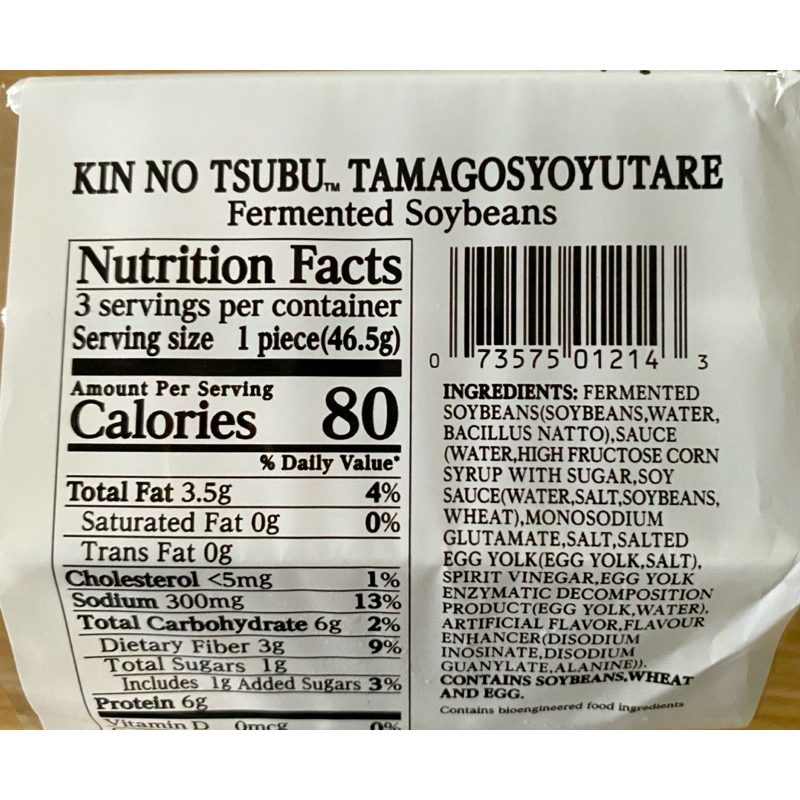 KIN NO TSUBU™ TAMAGOSYOYUTARE
Fermented Soybeans
Nutrition Facts
3 servings per container
Serving size 1 piece(46.5g)
Amount Per Serving
Calories 80
% Daily Value*
Total Fat 3.5g 4%
Saturated Fat 0g 0%
Trans Fat 0g
Cholesterol <5mg 1%
Sodium 300mg 13%
Total Carbohydrate 6g 2%
Dietary Fiber 3g 9%
Total Sugars 1g
Includes 1g Added Sugars 3%
Protein 6g
Vitamin D 0mcg 0%
0 73575 01214 3
INGREDIENTS: FERMENTED
SOYBEANS(SOYBEANS,WATER,
BACILLUS NATTO),SAUCE
(WATER,HIGH FRUCTOSE CORN
SYRUP WITH SUGAR,SOY
SAUCE(WATER,SALT,SOYBEANS,
WHEAT),MONOSODIUM
GLUTAMATE,SALT,SALTED
EGG YOLK(EGG YOLK,SALT),
SPIRIT VINEGAR,EGG YOLK
ENZYMATIC DECOMPOSITION
PRODUCT(EGG YOLK,WATER),
ARTIFICIAL FLAVOR,FLAVOUR
ENHANCER(DISODIUM
INOSINATE,DISODIUM
GUANYLATE,ALANINE)).
CONTAINS SOYBEANS,WHEAT
AND EGG.
Contains bioengineered food ingredients